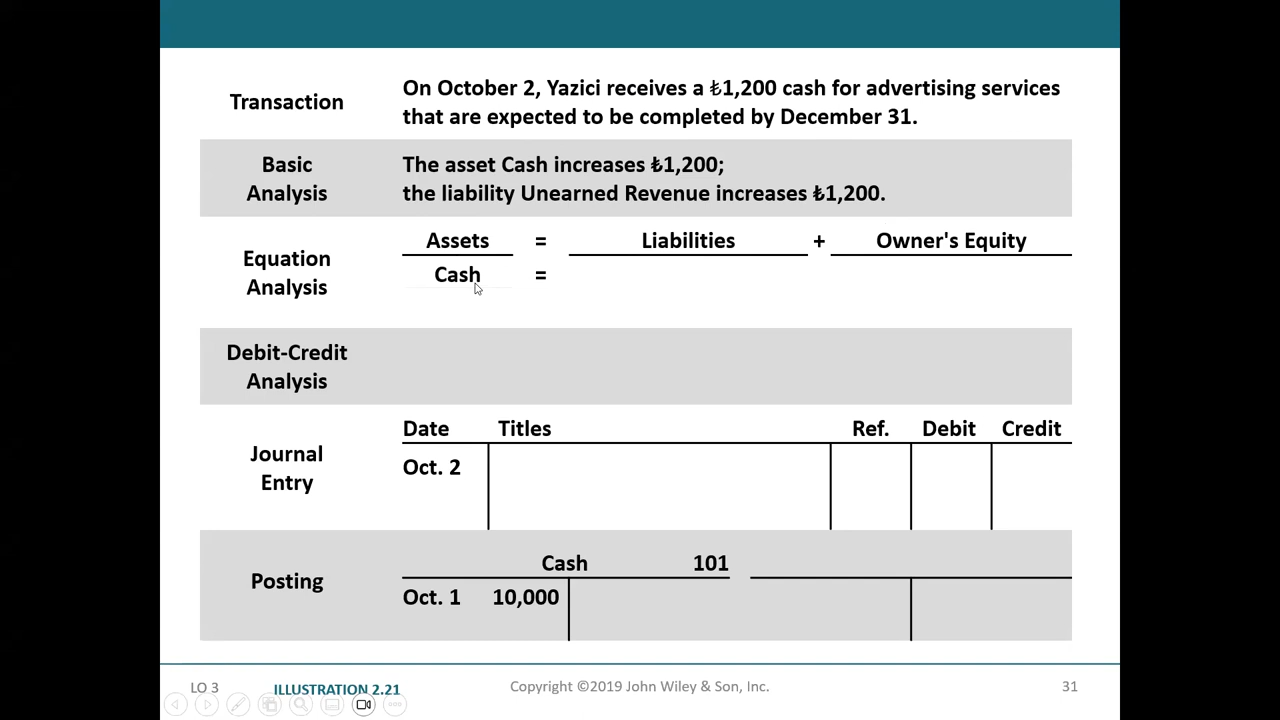 Transaction
On October 2, Yazici receives a ₺1,200 cash for advertising services
that are expected to be completed by December 31.
Basic
Analysis
The asset Cash increases ₺1,200;
the liability Unearned Revenue increases ₺1,200.
Equation
Analysis
Assets = Liabilities + Owner's Equity
Cash =
Debit-Credit
Analysis
Journal
Entry
Date Titles Ref. Debit Credit
Oct. 2
Posting
Cash 101
Oct. 1 10,000
LO 3 ILLUSTRATION 2.21 Copyright ©2019 John Wiley & Son, Inc. 31